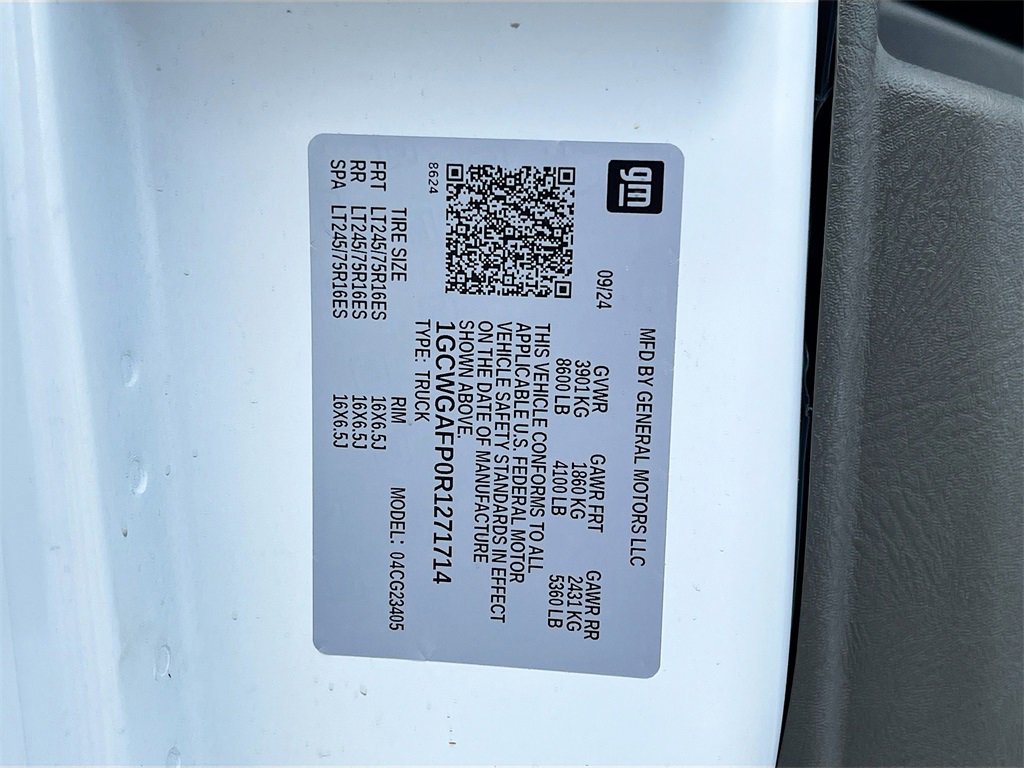 gm
MFD BY GENERAL MOTORS LLC
09/24
GVWR GAWR FRT GAWR RR
3901 KG 1860 KG 2431 KG
8600 LB 4100 LB 5360 LB
THIS VEHICLE CONFORMS TO ALL
APPLICABLE U.S. FEDERAL MOTOR
VEHICLE SAFETY STANDARDS IN EFFECT
ON THE DATE OF MANUFACTURE
SHOWN ABOVE.
1GCWGAFP0R1271714
TYPE: TRUCK
8624
TIRE SIZE RIM MODEL: 04CG23405
FRT LT245/75R16ES 16X6.5J
RR LT245/75R16ES 16X6.5J
SPA LT245/75R16ES 16X6.5J